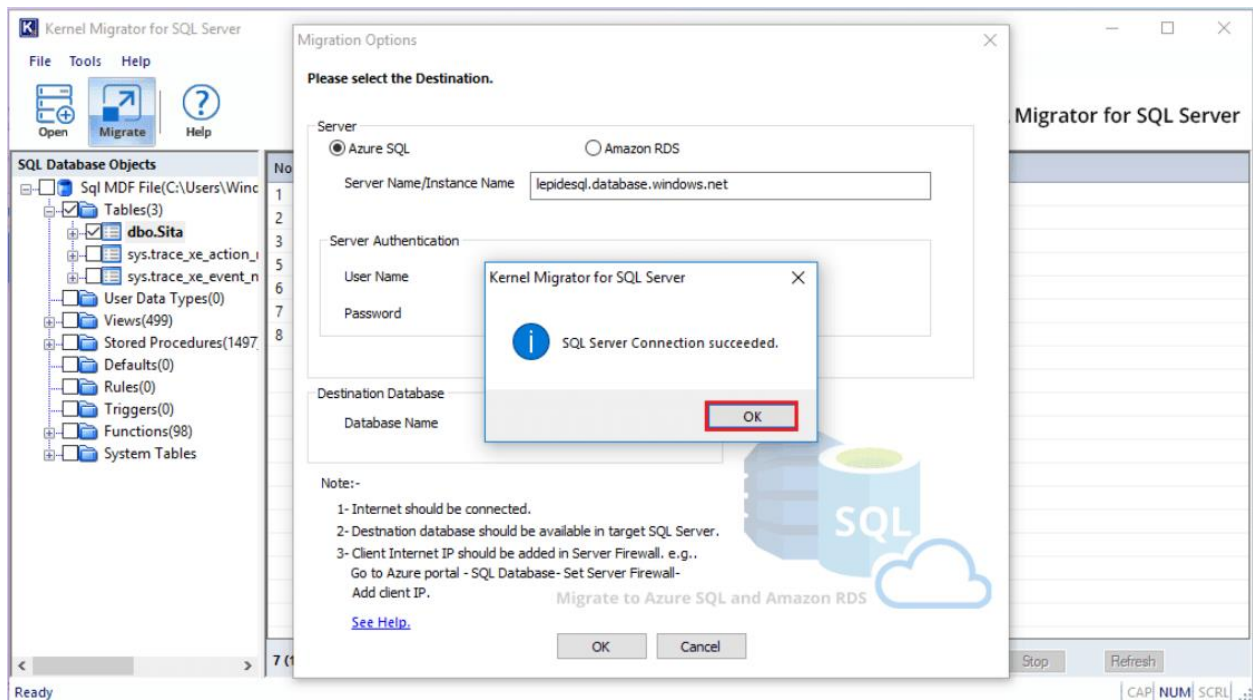 Kernel Migrator for SQL Server
File Tools Help
Open Migrate Help
Migrator for SQL Server
SQL Database Objects
Sql MDF File(C:\Users\Winc
Tables(3)
dbo.Sita
sys.trace_xe_action_
sys.trace_xe_event_n
User Data Types(0)
Views(499)
Stored Procedures(1497
Defaults(0)
Rules(0)
Triggers(0)
Functions(98)
System Tables
No
1
2
3
5
6
7
8
7 (1
Migration Options
Please select the Destination.
Server
Azure SQL Amazon RDS
Server Name/Instance Name lepidesql.database.windows.net
Server Authentication
User Name
Password
Kernel Migrator for SQL Server
SQL Server Connection succeeded.
OK
Destination Database
Database Name
SQL
Note:-
1- Internet should be connected.
2- Destnation database should be available in target SQL Server.
3- Client Internet IP should be added in Server Firewall. e.g..
Go to Azure portal - SQL Database- Set Server Firewall-
Add client IP.
Migrate to Azure SQL and Amazon RDS
See Help.
OK Cancel
Stop Refresh
Ready
CAP NUM SCRL